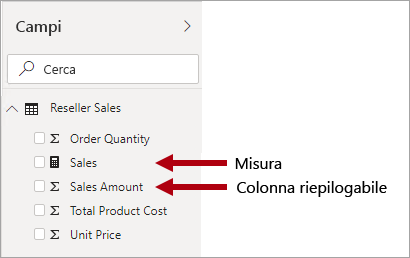 Campi
Cerca
Reseller Sales
Order Quantity
Sales
Misura
Sales Amount
Colonna riepilogabile
Total Product Cost
Unit Price